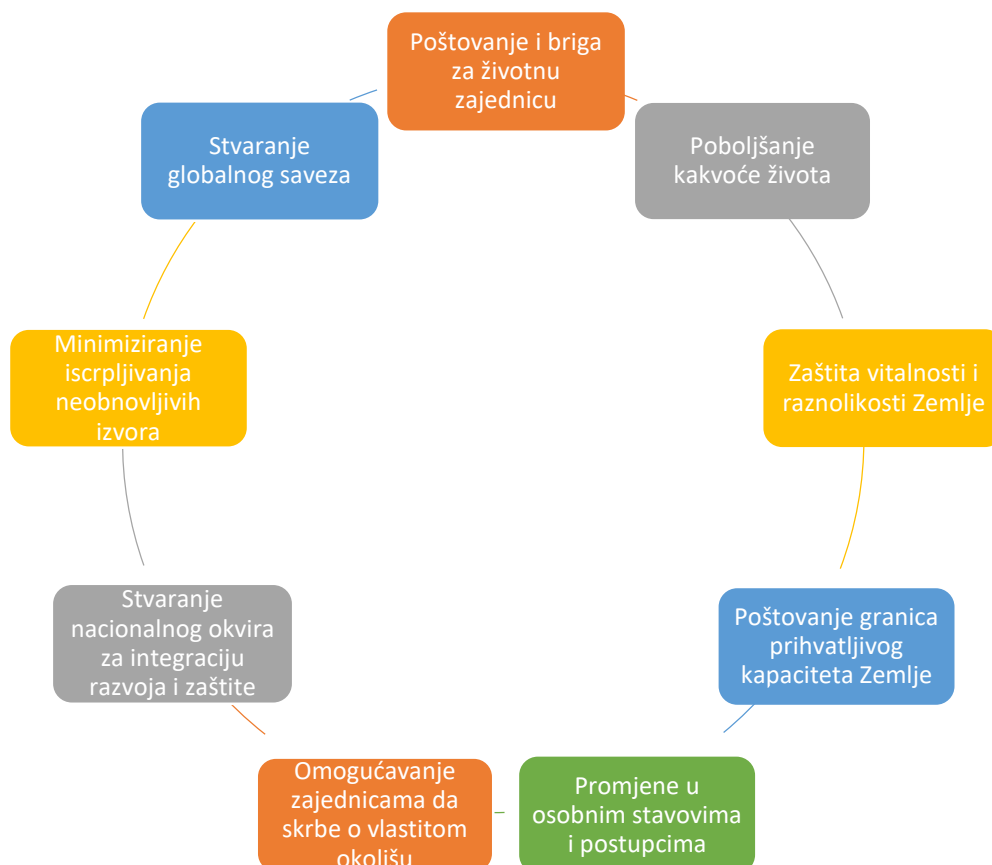 Poštovanje i briga
za životnu
zajednicu
Poboljšanje
kakvoće života
Zaštita vitalnosti i
raznolikosti Zemlje
Poštovanje granica
prihvatljivog
kapaciteta Zemlje
Promjene u
osobnim stavovima
i postupcima
Omogućavanje
zajednicama da
skrbe o vlastitom
okolišu
Stvaranje
nacionalnog okvira
za integraciju
razvoja i zaštite
Minimiziranje
iscrpljivanja
neobnovljivih
izvora
Stvaranje
globalnog saveza